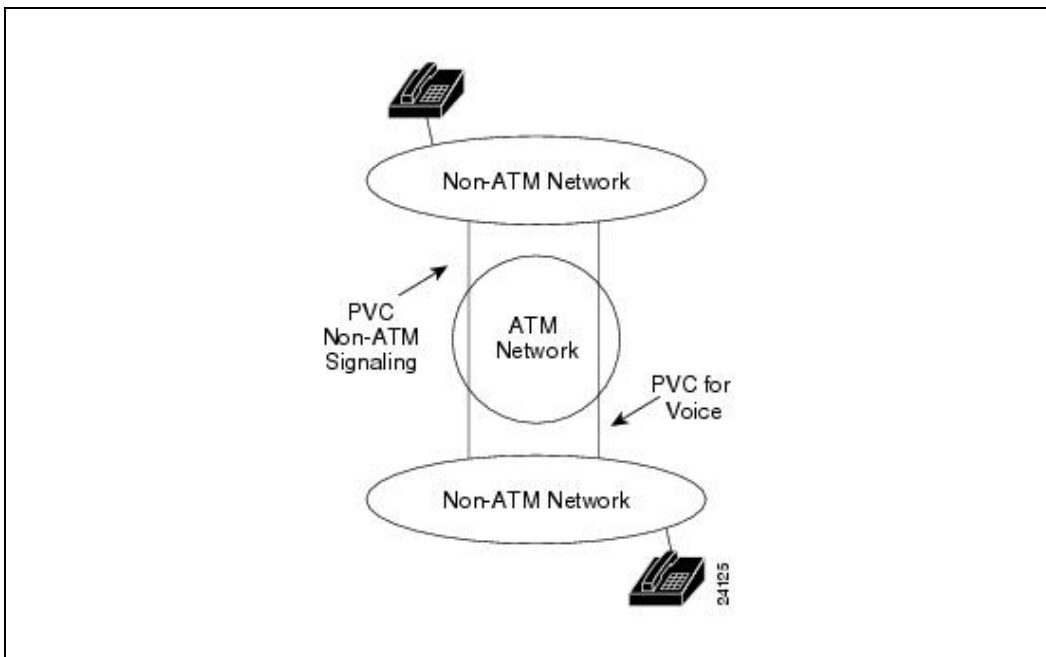 Non-ATM Network
PVC
Non-ATM
Signaling
ATM
Network
PVC for
Voice
Non-ATM Network
24125